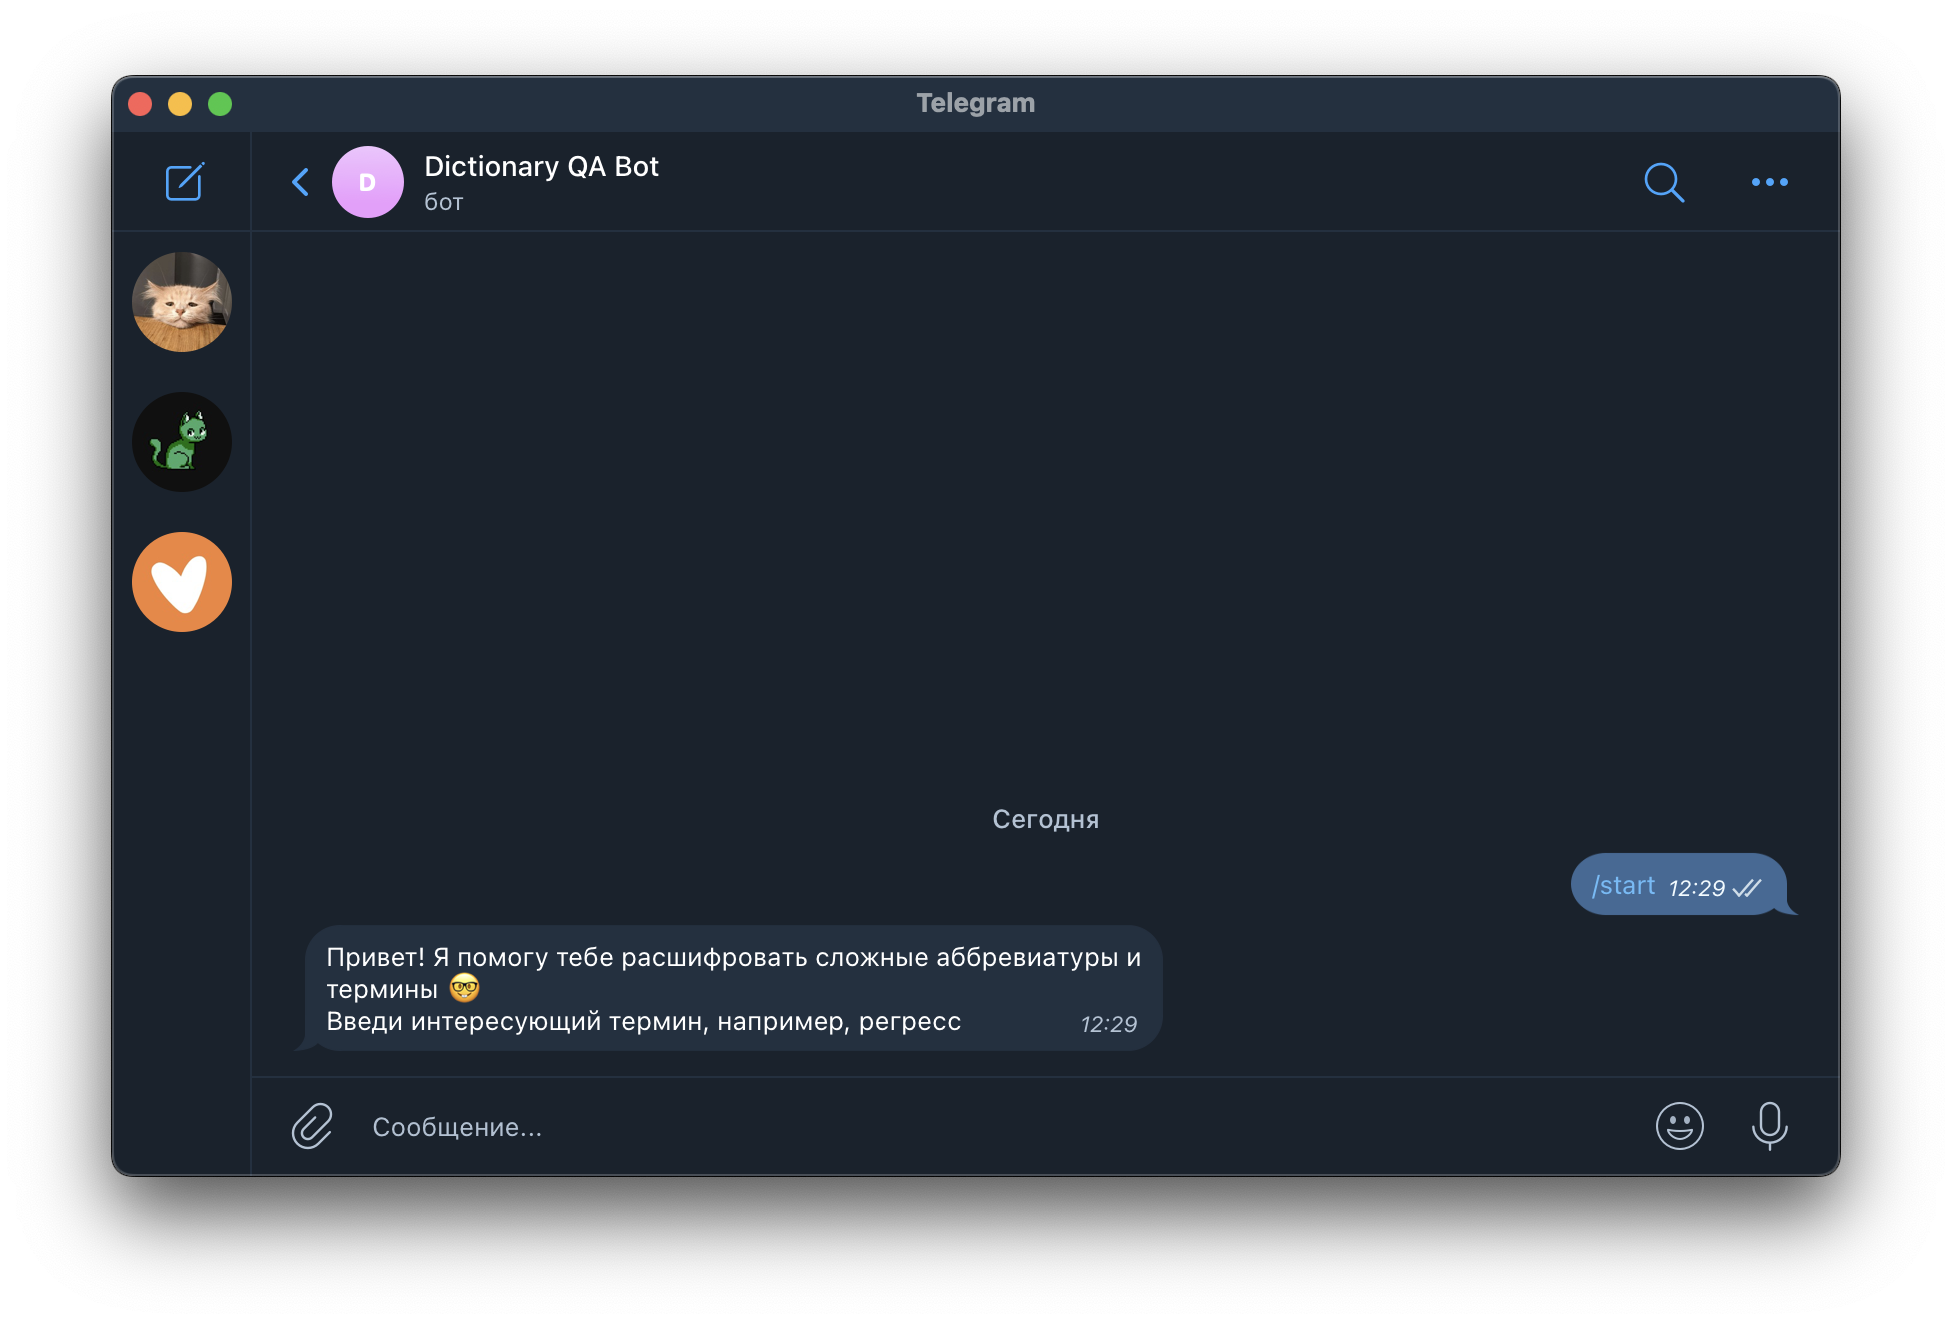 Telegram
D
Dictionary QA Bot
бот
Сегодня
/start 12:29
Привет! Я помогу тебе расшифровать сложные аббревиатуры и
термины 🤓
Введи интересующий термин, например, регресс 12:29
Сообщение...